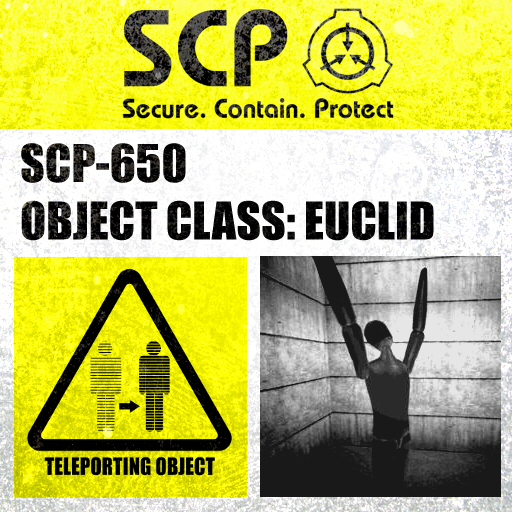 SCP
Secure. Contain. Protect
SCP-650
OBJECT CLASS: EUCLID
TELEPORTING OBJECT